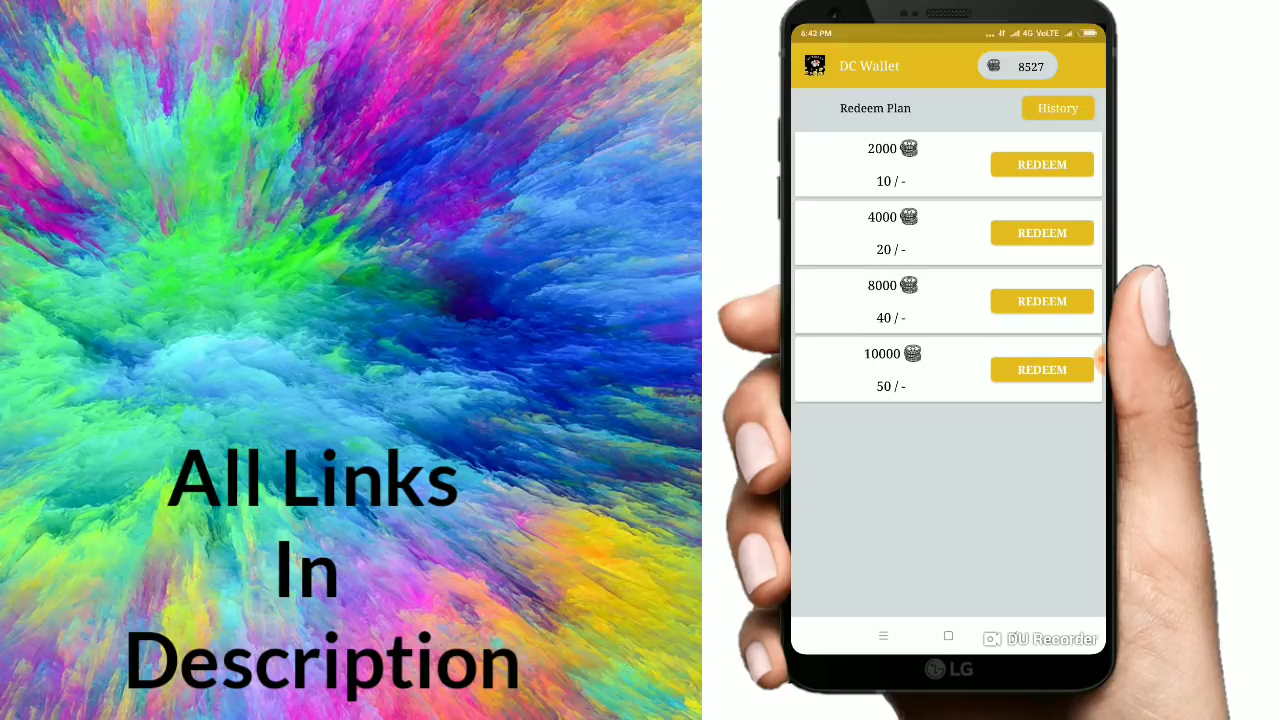 All Links
In
Description
6:42 PM
... 4G VoLTE
DC Wallet
8527
Redeem Plan
History
2000
REDEEM
10 / -
4000
REDEEM
20 / -
8000
REDEEM
40 / -
10000
REDEEM
50 / -
DU Recorder
LG